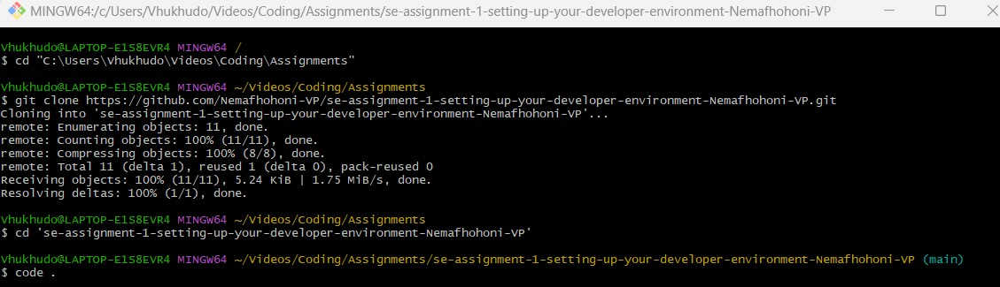 MINGW64:/c/Users/Vhukhudo/Videos/Coding/Assignments/se-assignment-1-setting-up-your-developer-environment-Nemafhohoni-VP
Vhukhudo@LAPTOP-E1S8EVR4 MINGW64 /
$ cd "C:\Users\Vhukhudo\Videos\Coding\Assignments"
Vhukhudo@LAPTOP-E1S8EVR4 MINGW64 ~/Videos/Coding/Assignments
$ git clone https://github.com/Nemafhohoni-VP/se-assignment-1-setting-up-your-developer-environment-Nemafhohoni-VP.git
Cloning into 'se-assignment-1-setting-up-your-developer-environment-Nemafhohoni-VP'...
remote: Enumerating objects: 11, done.
remote: Counting objects: 100% (11/11), done.
remote: Compressing objects: 100% (8/8), done.
remote: Total 11 (delta 1), reused 1 (delta 0), pack-reused 0
Receiving objects: 100% (11/11), 5.24 KiB | 1.75 MiB/s, done.
Resolving deltas: 100% (1/1), done.
Vhukhudo@LAPTOP-E1S8EVR4 MINGW64 ~/Videos/Coding/Assignments
$ cd 'se-assignment-1-setting-up-your-developer-environment-Nemafhohoni-VP'
Vhukhudo@LAPTOP-E1S8EVR4 MINGW64 ~/Videos/Coding/Assignments/se-assignment-1-setting-up-your-developer-environment-Nemafhohoni-VP (main)
$ code .